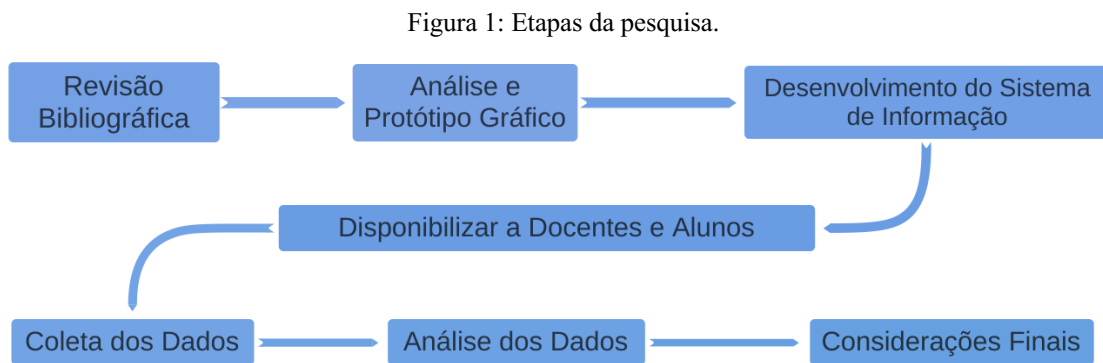 Figura 1: Etapas da pesquisa.
Revisão
Bibliográfica
Análise e
Protótipo Gráfico
Desenvolvimento do Sistema
de Informação
Disponibilizar a Docentes e Alunos
Coleta dos Dados
Análise dos Dados
Considerações Finais